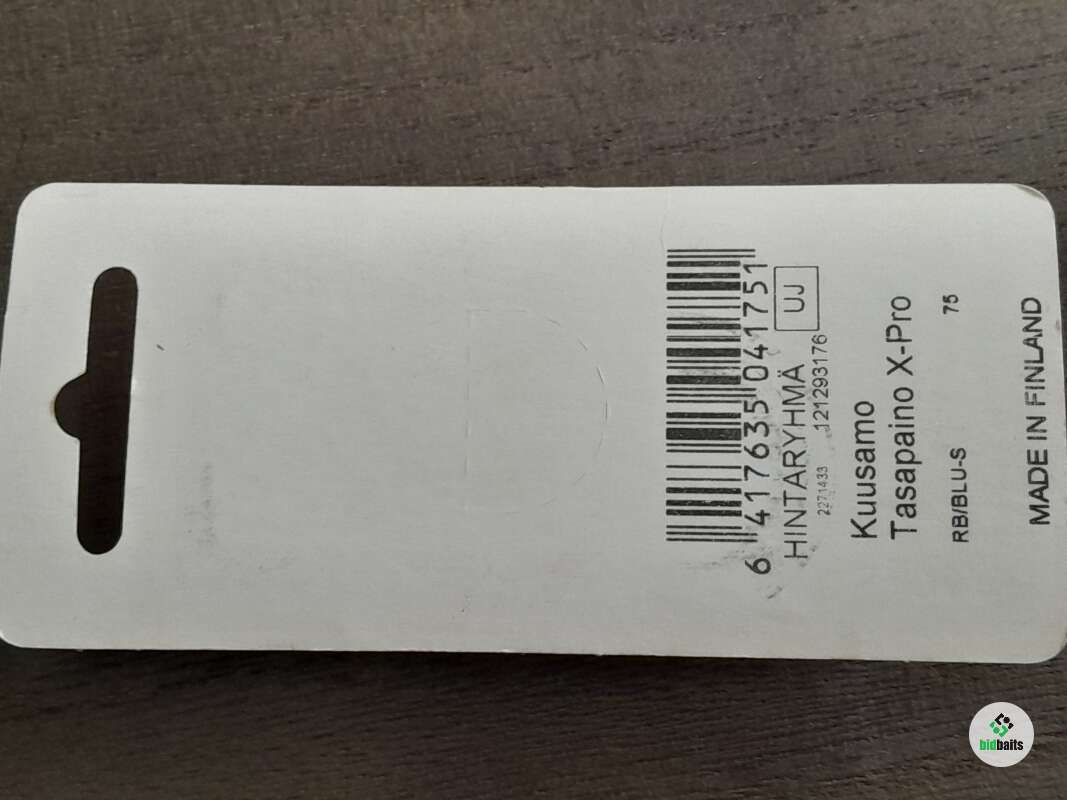 6 417635 041751
HINTARYHMÄ UJ
2271433 121293176
Kuusamo
Tasapaino X-Pro
RB/BLU-S 75
MADE IN FINLAND
bidbaits